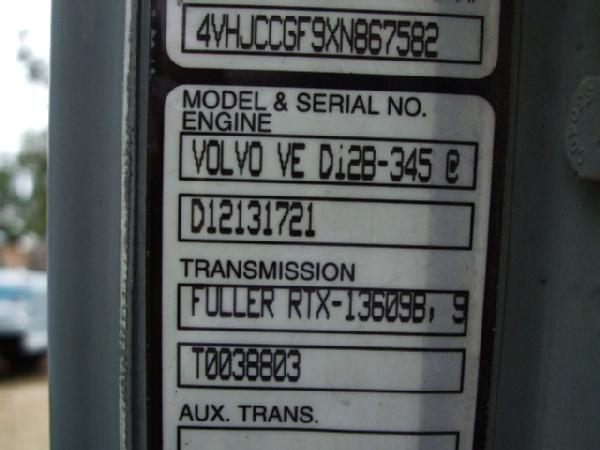 4VHJCCGF9XN867582
MODEL & SERIAL NO.
ENGINE
VOLVO VE D12B-345 @
D12131721
TRANSMISSION
FULLER RTX-13609B, 9
T0038803
AUX. TRANS.